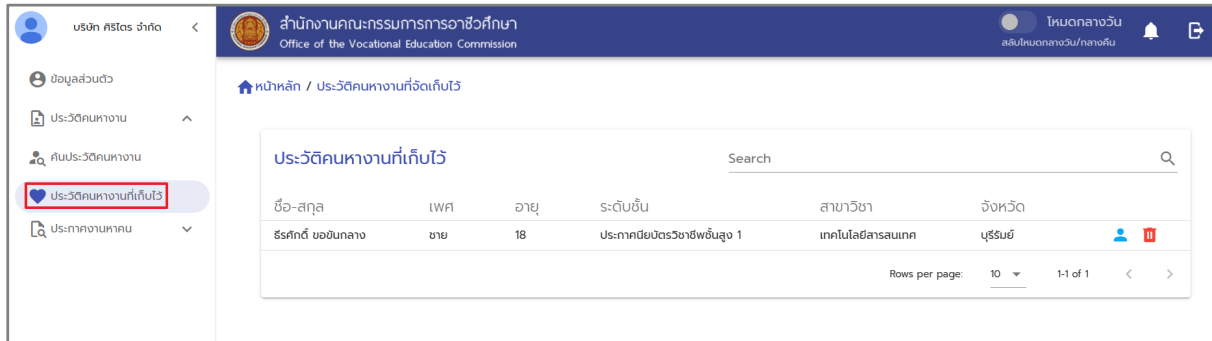 บริษัท ศิริไตร จำกัด
สำนักงานคณะกรรมการการอาชีวศึกษา
Office of the Vocational Education Commission
โหมดกลางวัน
สลับโหมดกลางวัน/กลางคืน
ข้อมูลส่วนตัว
ประวัติคนหางาน
ค้นประวัติคนหางาน
ประวัติคนหางานที่เก็บไว้
ประกาศงานหาคน
หน้าหลัก / ประวัติคนหางานที่จัดเก็บไว้
ประวัติคนหางานที่เก็บไว้ Search
ชื่อ-สกุล เพศ อายุ ระดับชั้น สาขาวิชา จังหวัด
ธีรศักดิ์ ขอขันกลาง ชาย 18 ประกาศนียบัตรวิชาชีพชั้นสูง 1 เทคโนโลยีสารสนเทศ บุรีรัมย์
Rows per page: 10 1-1 of 1